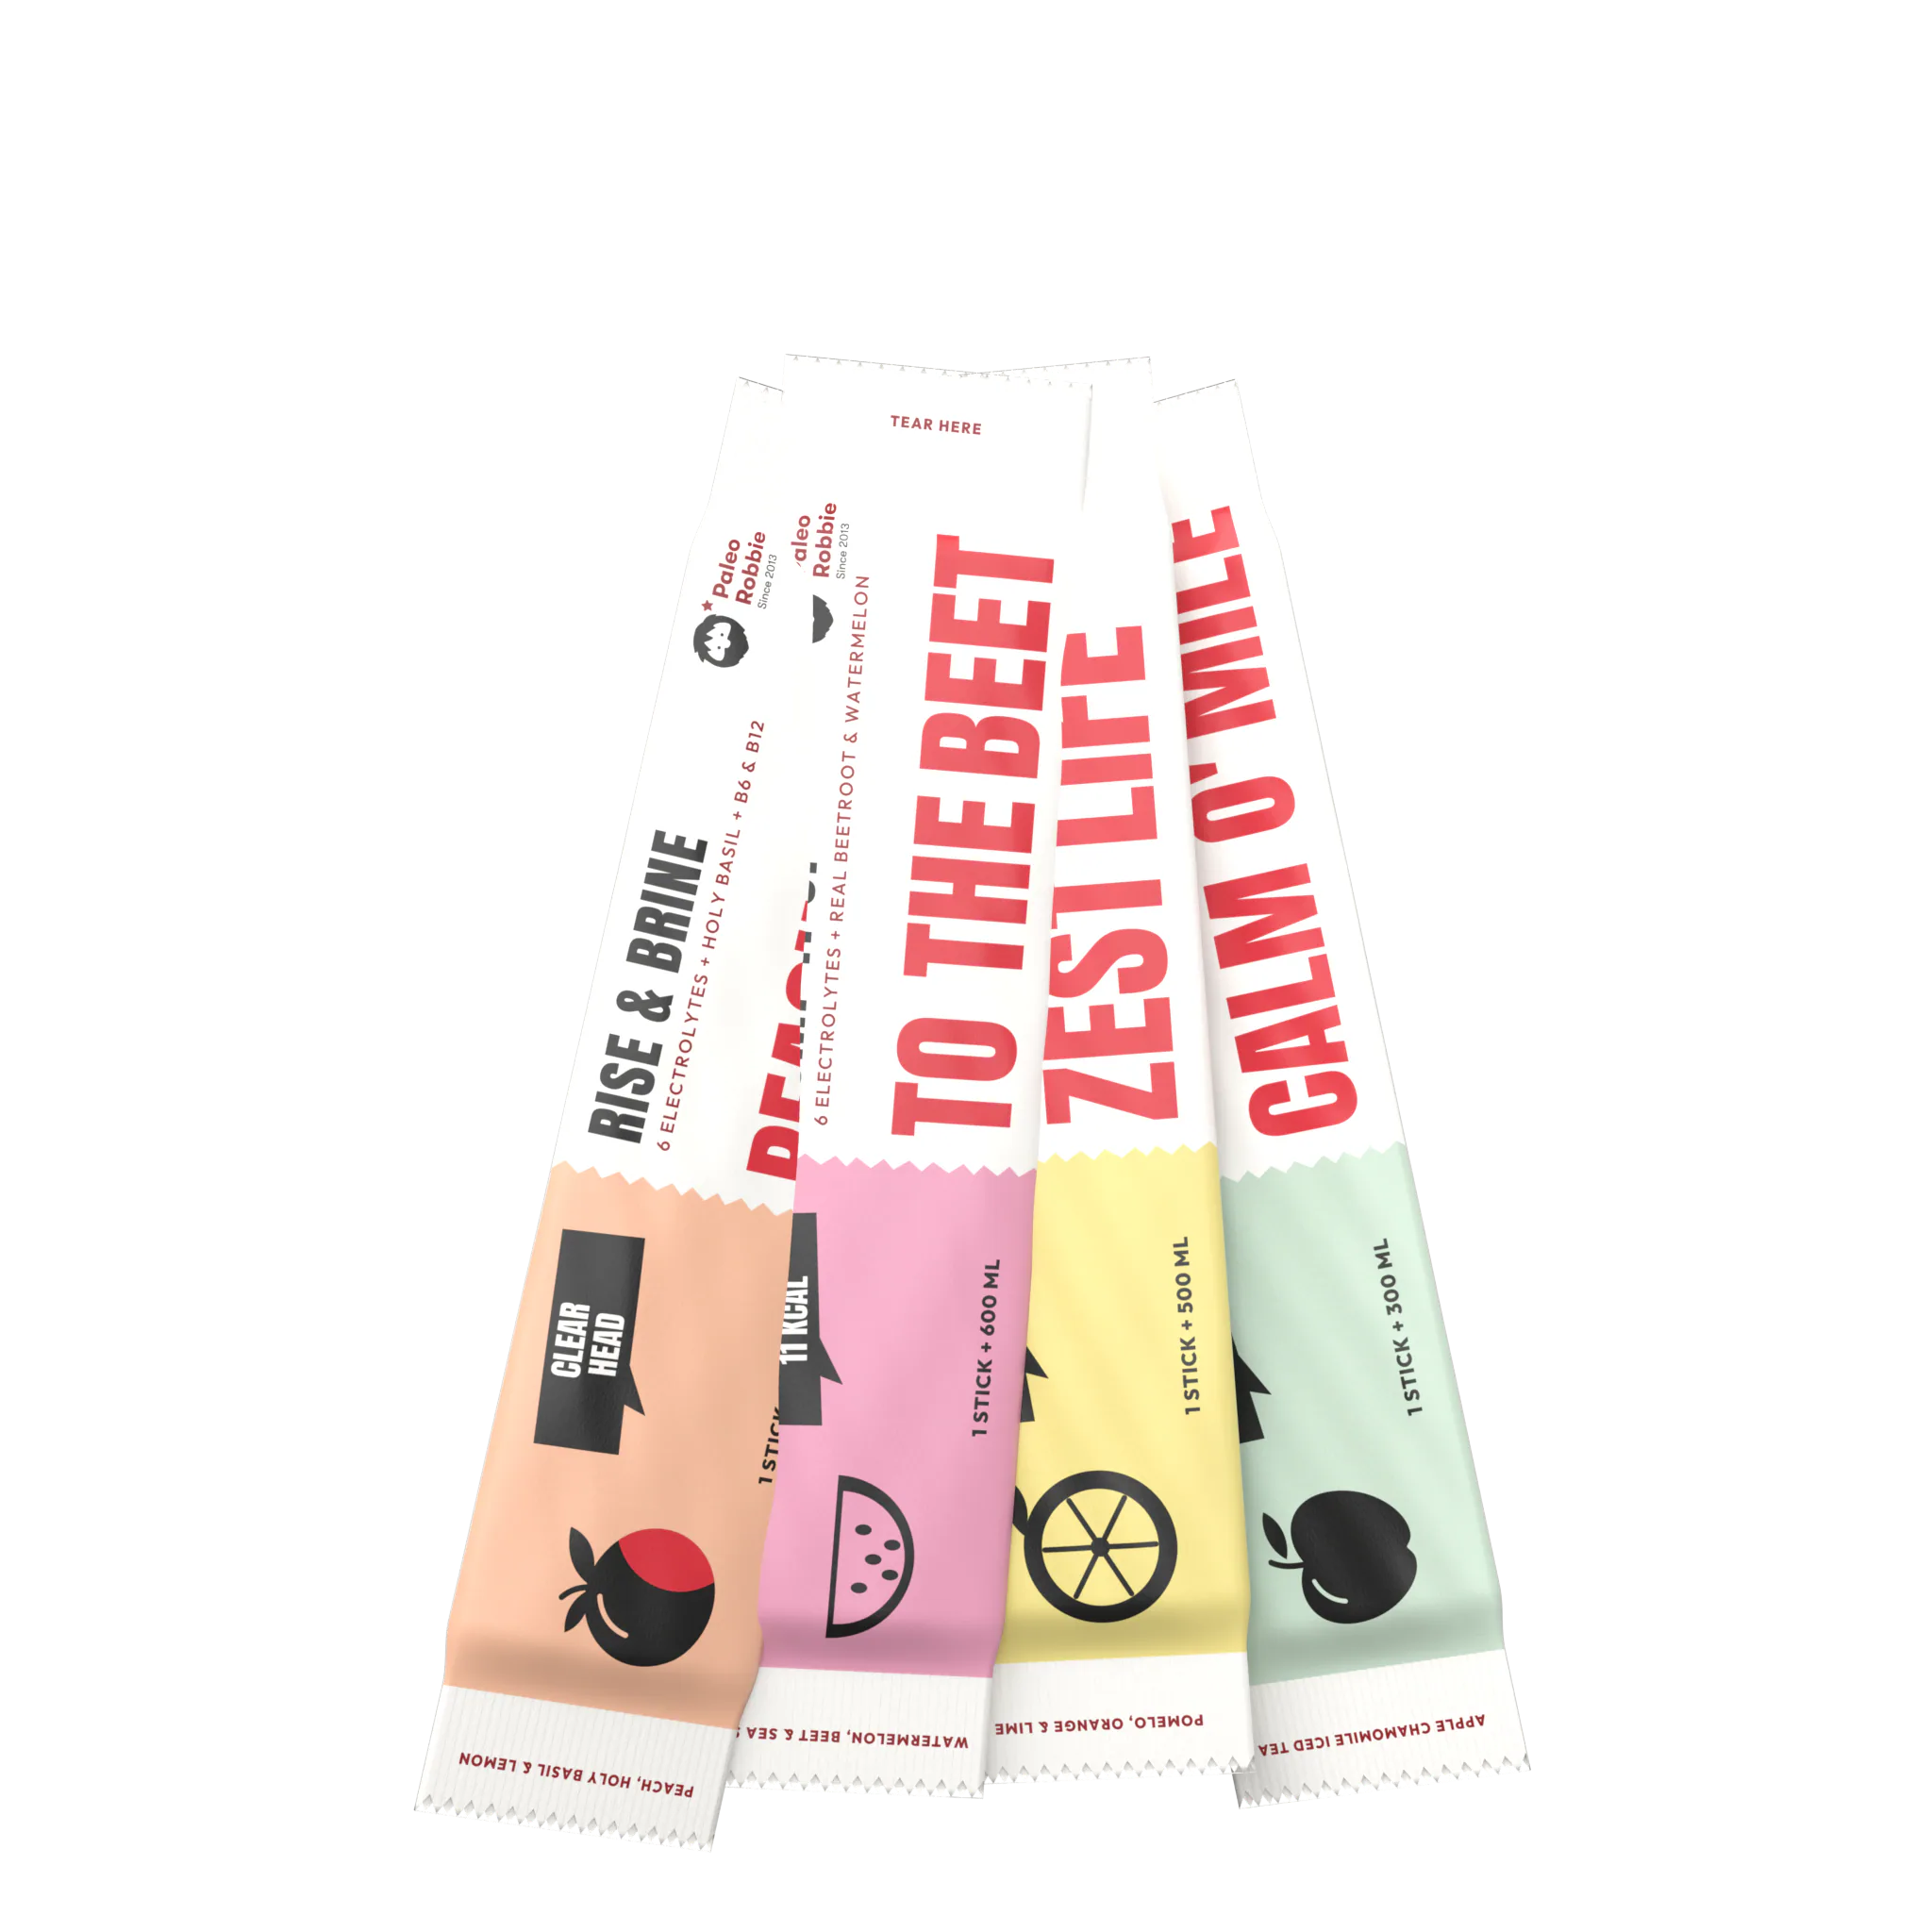 Paleo
Robbie
Since 2013
RISE & BRINE
6 ELECTROLYTES + HOLY BASIL + B6 & B12
CLEAR
HEAD
1 STICK
PEACH, HOLY BASIL & LEMON
TEAR HERE
Robbie
Since 2013
6 ELECTROLYTES + REAL BEETROOT & WATERMELON
TO THE BEET
11 KCAL
1 STICK + 600 ML
WATERMELON, BEET & SEA
ZEST LIFE
1 STICK + 500 ML
POMELO, ORANGE & LIME
CALM O' MILE
1 STICK + 300 ML
APPLE CHAMOMILE ICED TEA